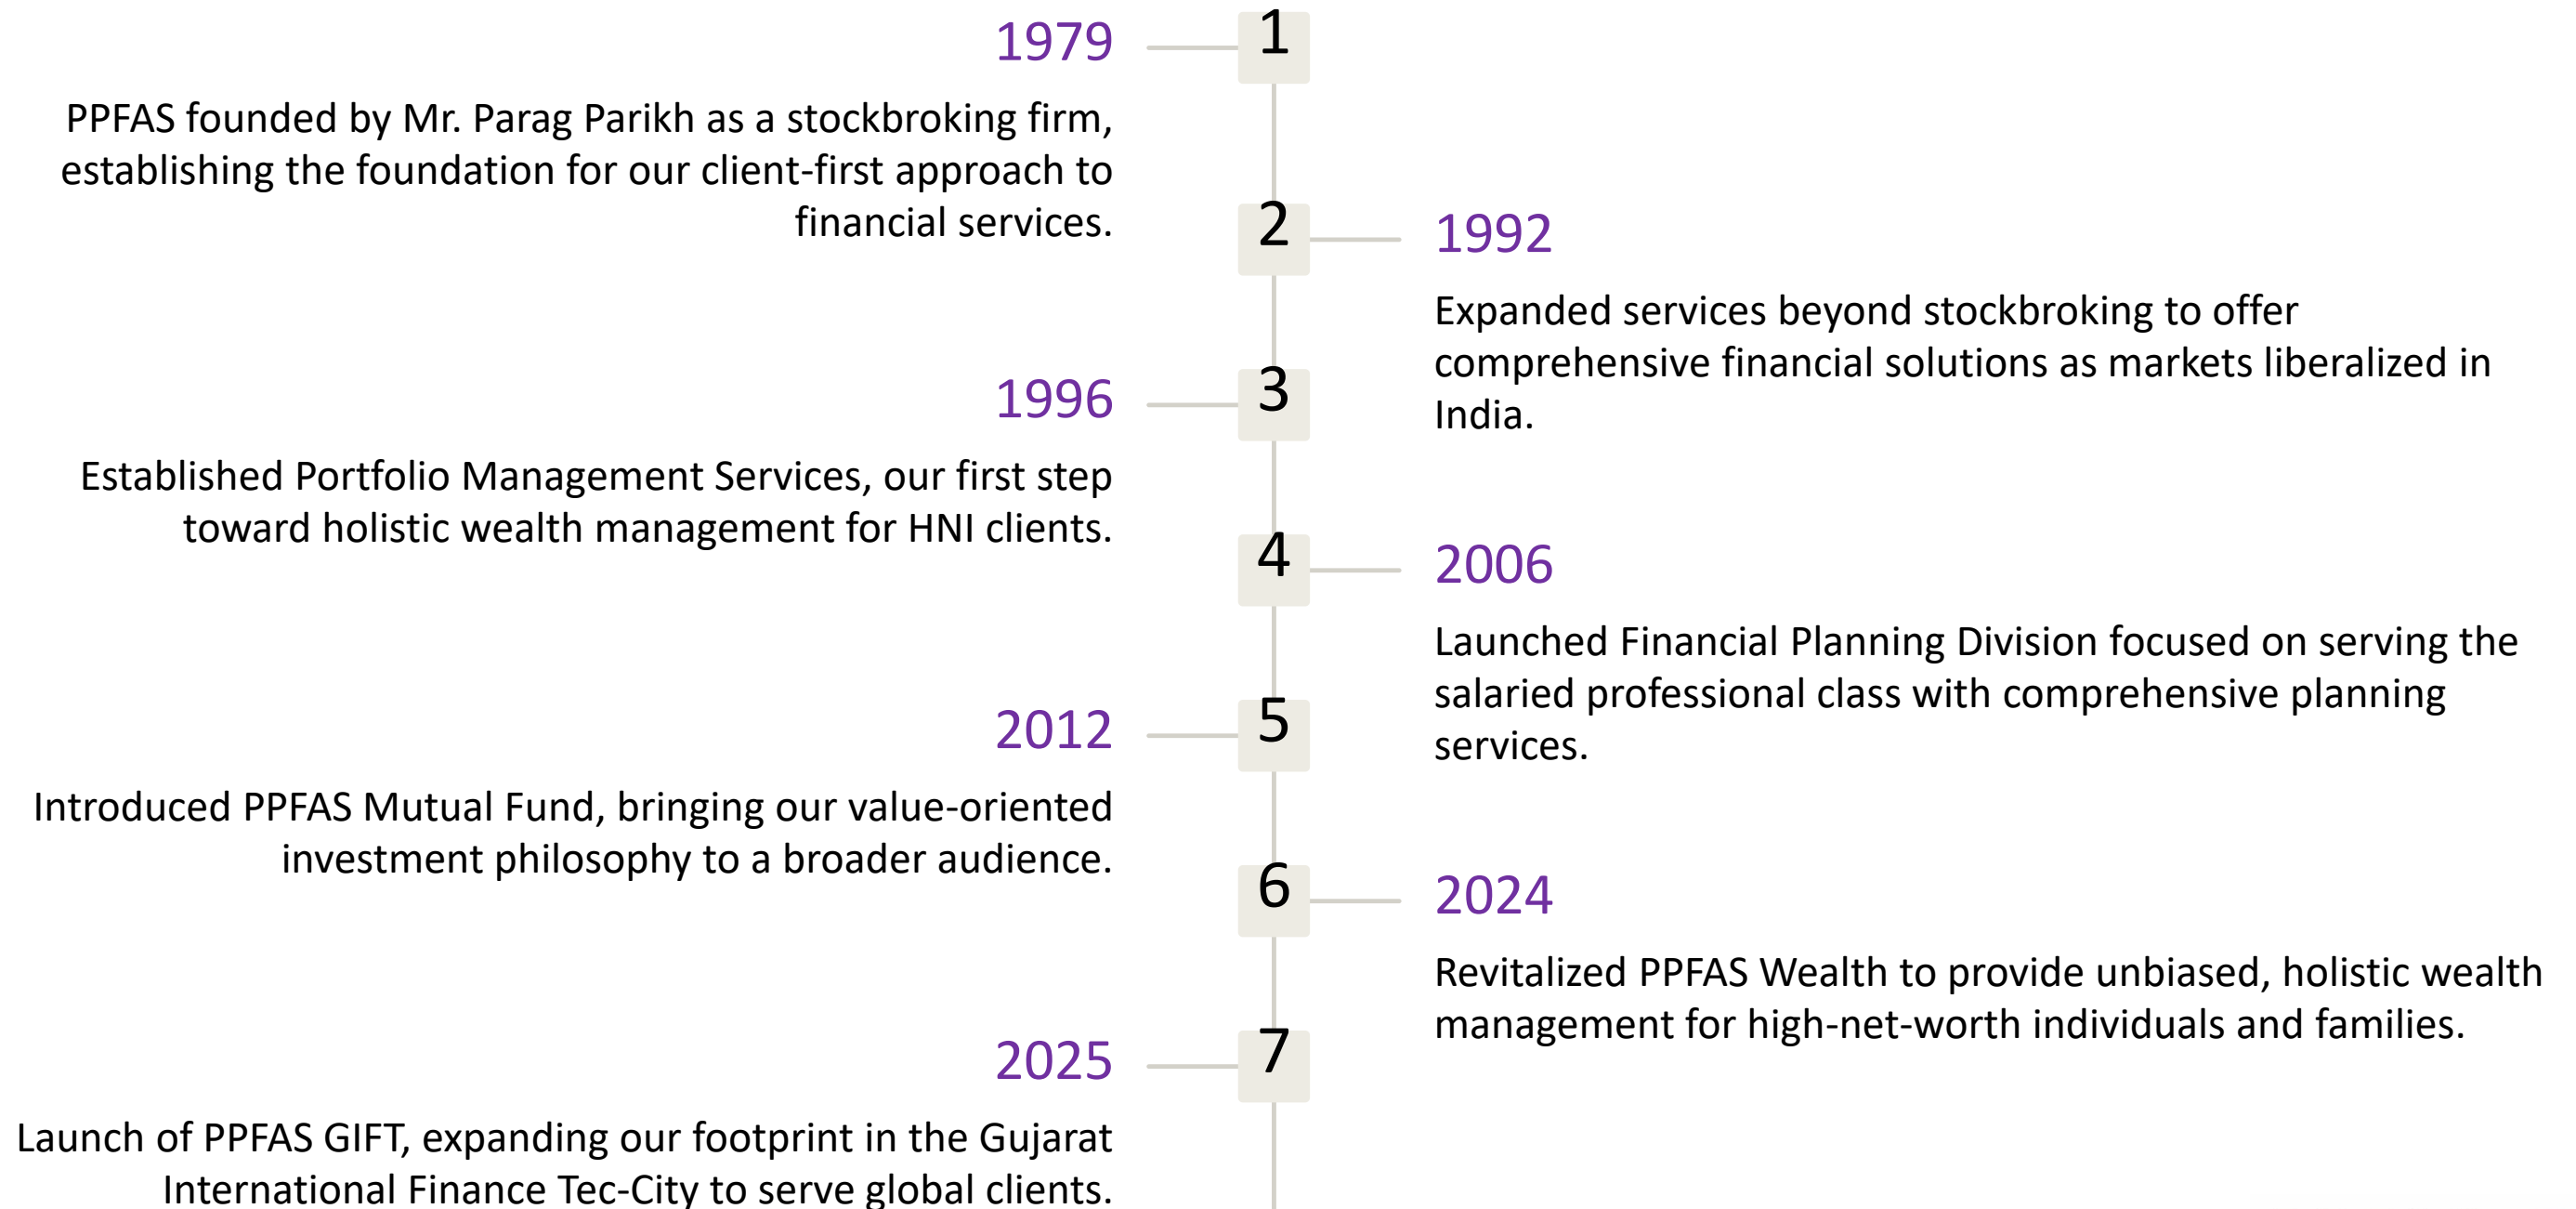 1979
1
PPFAS founded by Mr. Parag Parikh as a stockbroking firm,
establishing the foundation for our client-first approach to
financial services.
2
1992
Expanded services beyond stockbroking to offer
comprehensive financial solutions as markets liberalized in
India.
1996
3
Established Portfolio Management Services, our first step
toward holistic wealth management for HNI clients.
4
2006
Launched Financial Planning Division focused on serving the
salaried professional class with comprehensive planning
services.
2012
5
Introduced PPFAS Mutual Fund, bringing our value-oriented
investment philosophy to a broader audience.
6
2024
Revitalized PPFAS Wealth to provide unbiased, holistic wealth
management for high-net-worth individuals and families.
2025
7
Launch of PPFAS GIFT, expanding our footprint in the Gujarat
International Finance Tec-City to serve global clients.